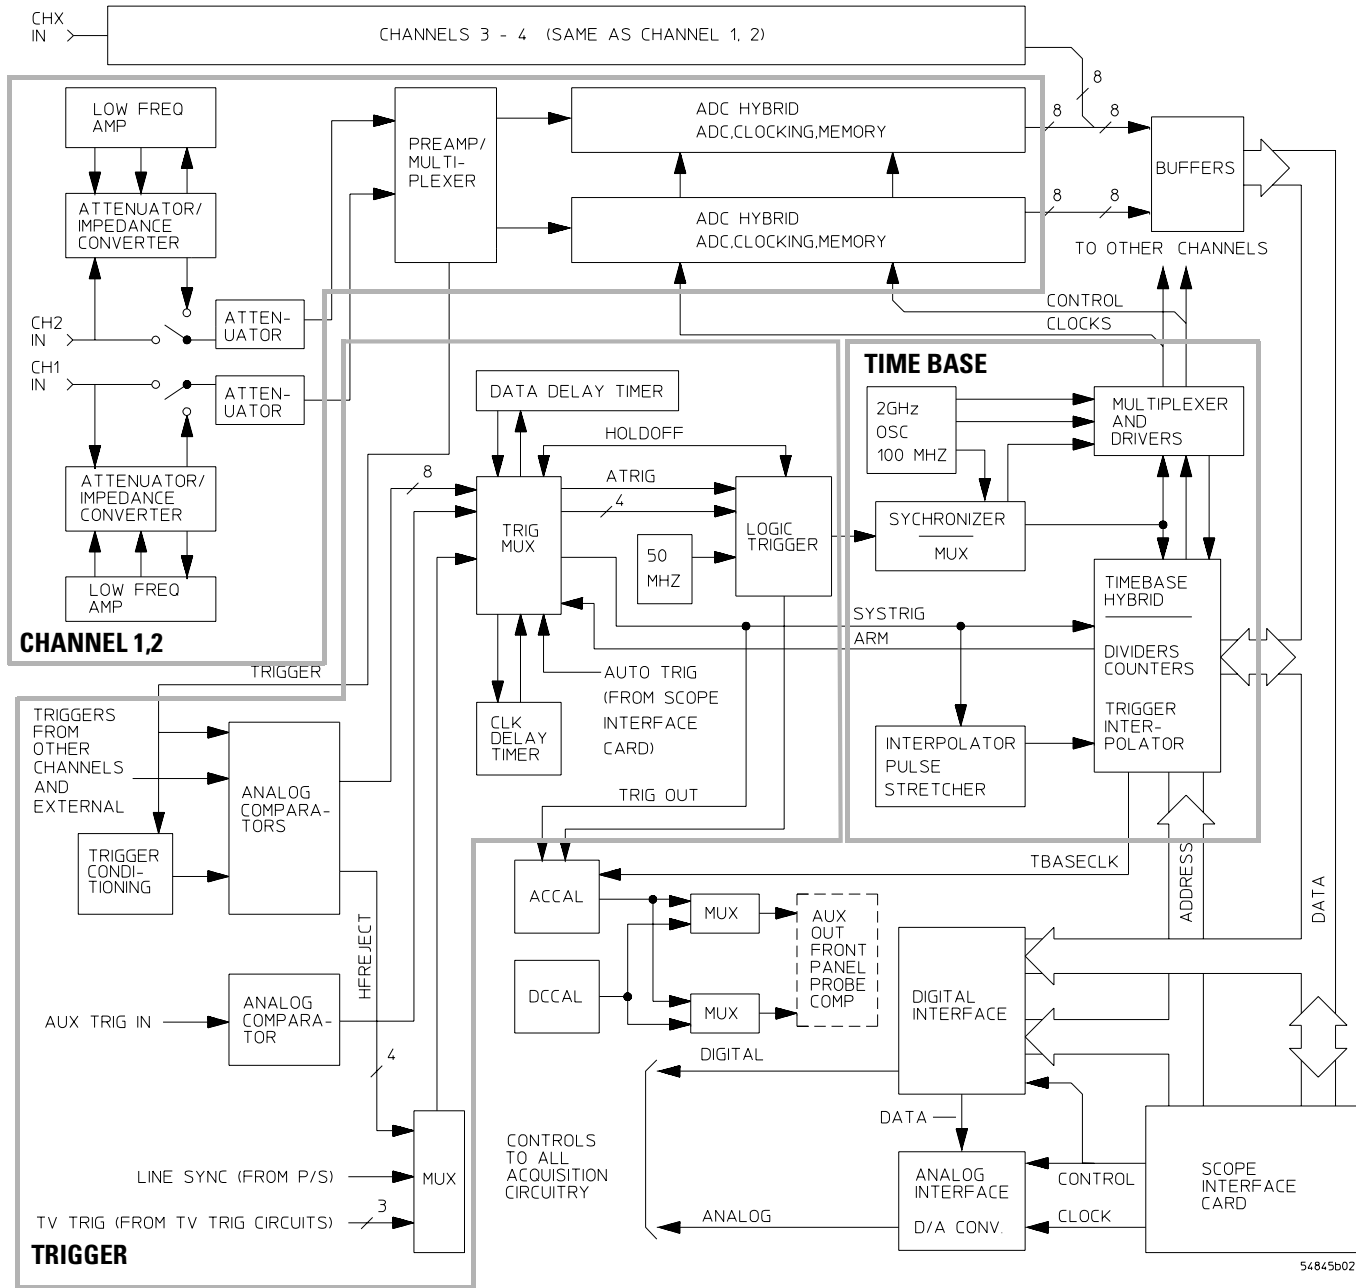 CHX
IN
CHANNELS 3 - 4 (SAME AS CHANNEL 1, 2)
8
LOW FREQ
AMP
ATTENUATOR/
IMPEDANCE
CONVERTER
CH2
IN
ATTEN-
UATOR
CH1
IN
ATTEN-
UATOR
ATTENUATOR/
IMPEDANCE
CONVERTER
LOW FREQ
AMP
CHANNEL 1,2
PREAMP/
MULTI-
PLEXER
ADC HYBRID
ADC,CLOCKING,MEMORY
8
8
ADC HYBRID
ADC,CLOCKING,MEMORY
8
8
BUFFERS
TO OTHER CHANNELS
CONTROL
CLOCKS
TIME BASE
2GHz
OSC
100 MHZ
MULTIPLEXER
AND
DRIVERS
SYCHRONIZER
MUX
TIMEBASE
HYBRID
DIVIDERS
COUNTERS
TRIGGER
INTER-
POLATOR
INTERPOLATOR
PULSE
STRETCHER
DATA DELAY TIMER
HOLDOFF
8
ATRIG
4
TRIG
MUX
50
MHZ
LOGIC
TRIGGER
SYSTRIG
ARM
AUTO TRIG
(FROM SCOPE
INTERFACE
CARD)
CLK
DELAY
TIMER
TRIG OUT
TRIGGER
TRIGGERS
FROM
OTHER
CHANNELS
AND
EXTERNAL
ANALOG
COMPARA-
TORS
TRIGGER
CONDI-
TIONING
HFREJECT
AUX TRIG IN
ANALOG
COMPARA-
TOR
4
LINE SYNC (FROM P/S)
TV TRIG (FROM TV TRIG CIRCUITS)
3
MUX
TRIGGER
TBASECLK
ADDRESS
DATA
ACCAL
DCCAL
MUX
MUX
AUX
OUT
FRONT
PANEL
PROBE
COMP
DIGITAL
INTERFACE
DIGITAL
DATA
CONTROLS
TO ALL
ACQUISITION
CIRCUITRY
ANALOG
ANALOG
INTERFACE
D/A CONV.
CONTROL
CLOCK
SCOPE
INTERFACE
CARD
54845b02